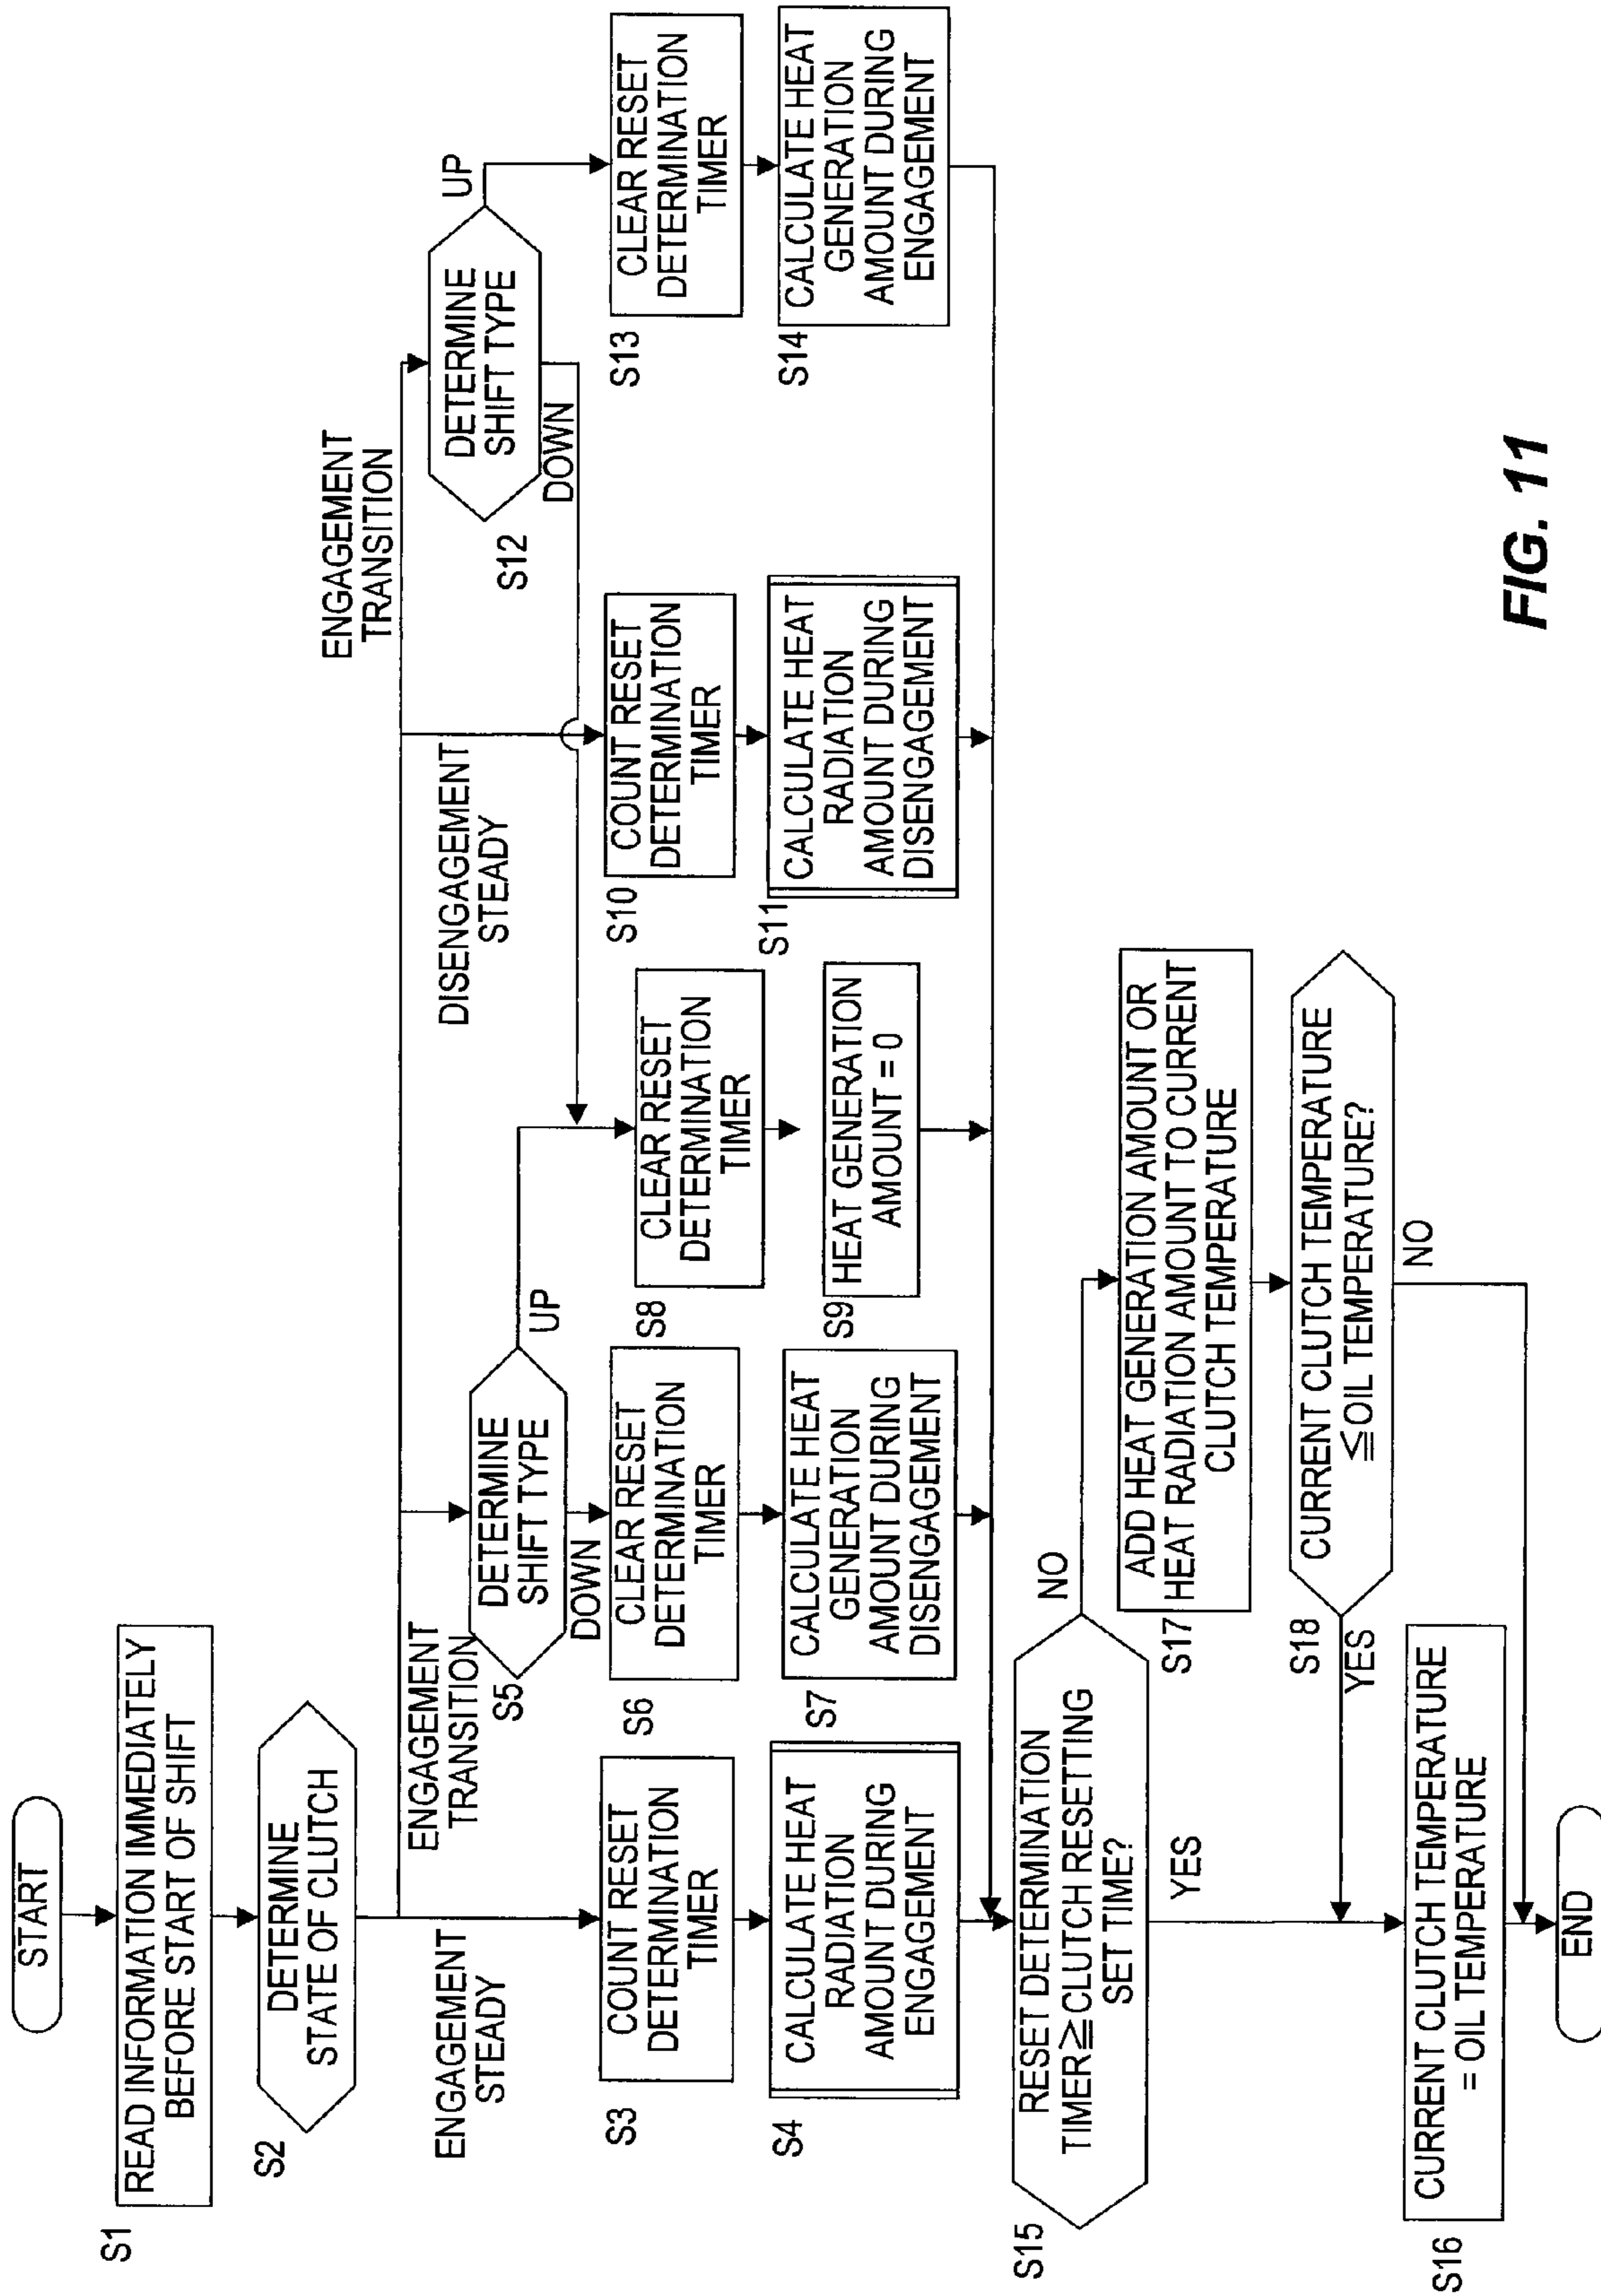 START
S1
READ INFORMATION IMMEDIATELY
BEFORE START OF SHIFT
S2
DETERMINE
STATE OF CLUTCH
ENGAGEMENT
STEADY
ENGAGEMENT
TRANSITION
DISENGAGEMENT
STEADY
ENGAGEMENT
TRANSITION
S3
COUNT RESET
DETERMINATION
TIMER
S4
CALCULATE HEAT
RADIATION
AMOUNT DURING
ENGAGEMENT
S5
DETERMINE
SHIFT TYPE
UP
DOWN
S6
CLEAR RESET
DETERMINATION
TIMER
S7
CALCULATE HEAT
GENERATION
AMOUNT DURING
DISENGAGEMENT
S8
CLEAR RESET
DETERMINATION
TIMER
S9
HEAT GENERATION
AMOUNT = 0
S10
COUNT RESET
DETERMINATION
TIMER
S11
CALCULATE HEAT
RADIATION
AMOUNT DURING
DISENGAGEMENT
S12
DETERMINE
SHIFT TYPE
UP
DOWN
S13
CLEAR RESET
DETERMINATION
TIMER
S14
CALCULATE HEAT
GENERATION
AMOUNT DURING
ENGAGEMENT
S15
RESET DETERMINATION
TIMER≧CLUTCH RESETTING
SET TIME?
NO
YES
S17
ADD HEAT GENERATION AMOUNT OR
HEAT RADIATION AMOUNT TO CURRENT
CLUTCH TEMPERATURE
S18
CURRENT CLUTCH TEMPERATURE
≦OIL TEMPERATURE?
YES
NO
S16
CURRENT CLUTCH TEMPERATURE
= OIL TEMPERATURE
END
FIG. 11